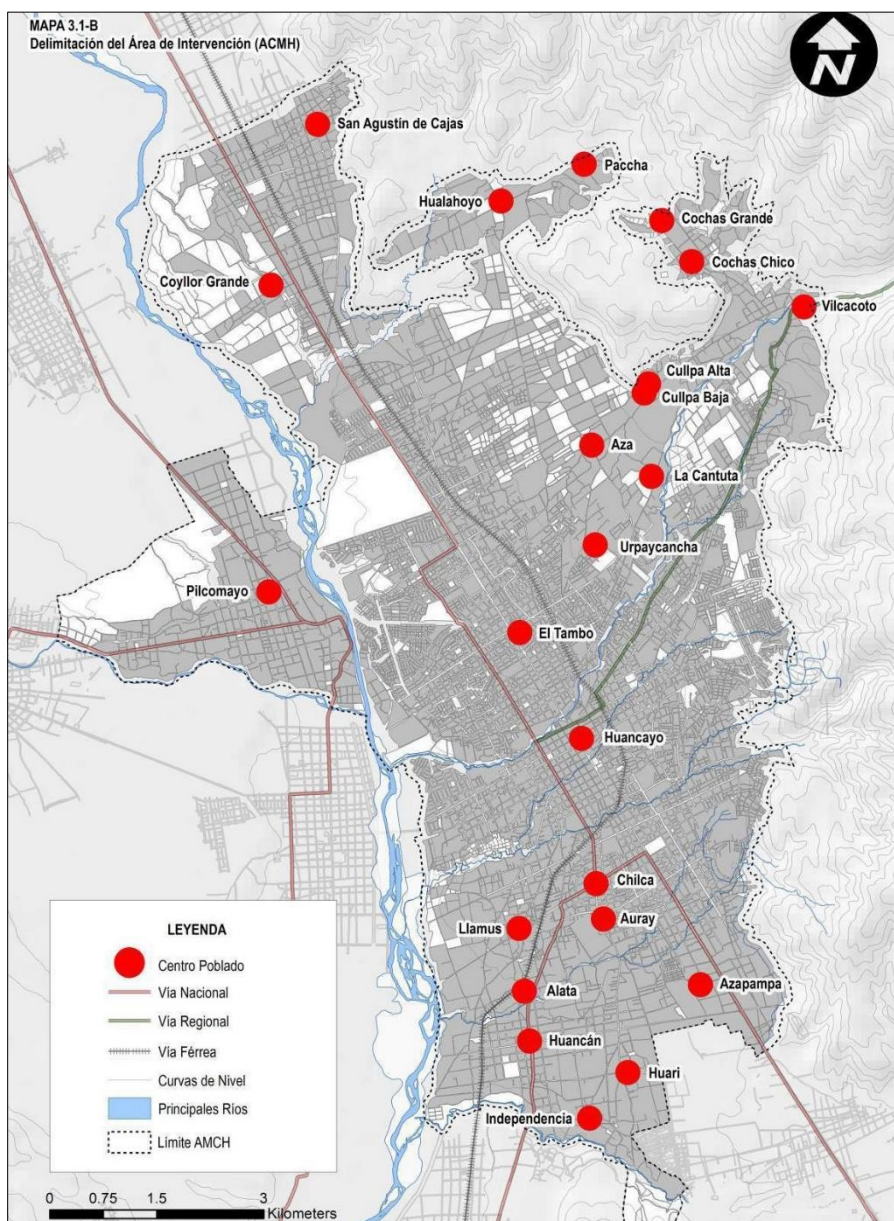 MAPA 3.1-B
Delimitación del Área de Intervención (ACMH)
N
San Agustín de Cajas
Paccha
Hualahoyo
Cochas Grande
Cochas Chico
Coyllor Grande
Vilcacoto
Cullpa Alta
Cullpa Baja
Aza
La Cantuta
Urpaycancha
Pilcomayo
El Tambo
Huancayo
Chilca
Auray
Llamus
Azapampa
Alata
Huancán
Huari
Independencia
LEYENDA
Centro Poblado
Vía Nacional
Vía Regional
Vía Férrea
Curvas de Nivel
Principales Ríos
Límite AMCH
0 0.75 1.5 3
Kilometers